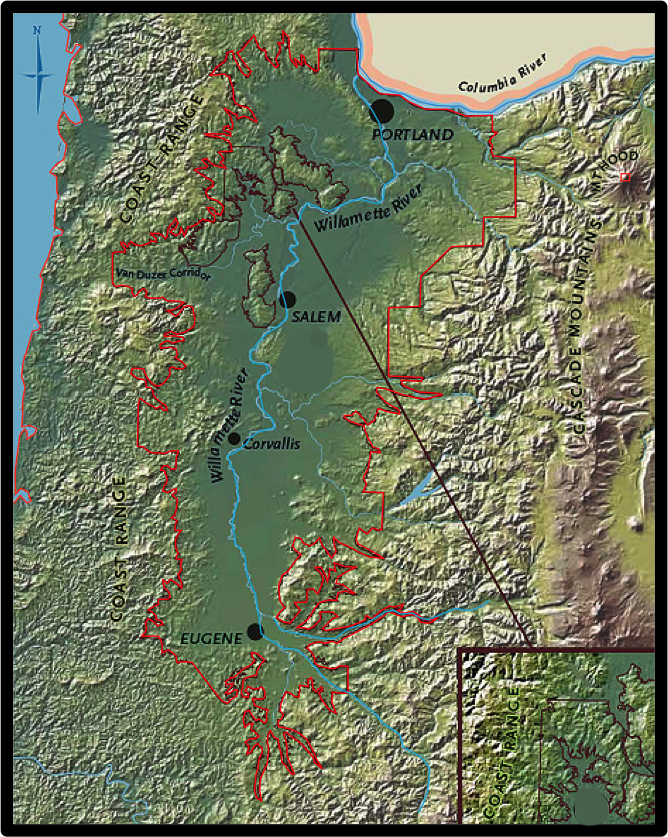 N
Columbia River
PORTLAND
COAST RANGE
MT HOOD
Willamette River
Van Duzer Corridor
CASCADE MOUNTAINS
SALEM
Willamette River
Corvallis
COAST RANGE
EUGENE
COAST RANGE